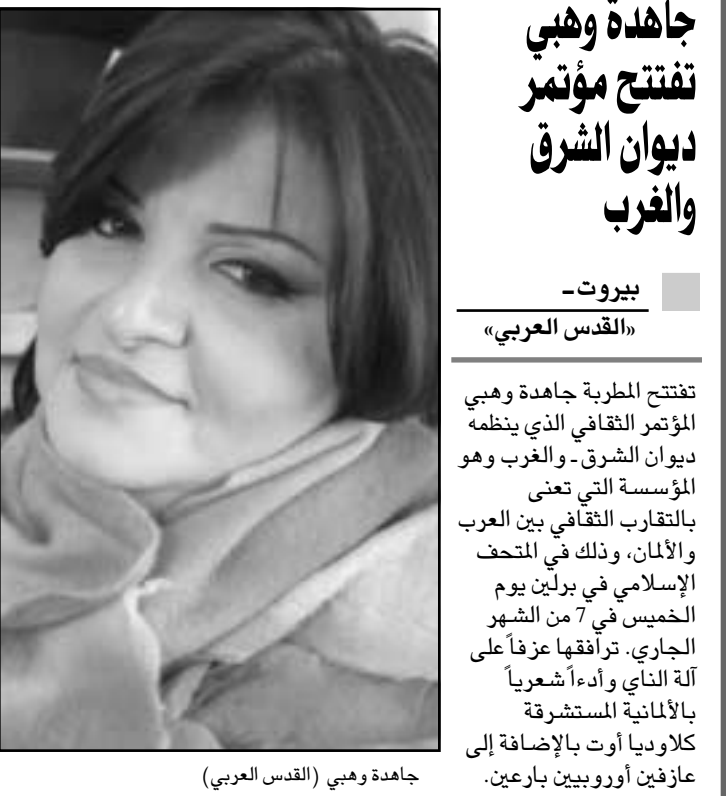 جاهدة وهبي
تفتتح مؤتمر
ديوان الشرق
والغرب
بيروت ـ
«القدس العربي»
تفتتح المطربة جاهدة وهبي
المؤتمر الثقافي الذي ينظمه
ديوان الشرق ـ والغرب وهو
المؤسسة التي تعنى
بالتقارب الثقافي بين العرب
والألمان، وذلك في المتحف
الإسلامي في برلين يوم
الخميس في 7 من الشهر
الجاري. ترافقها عزفاً على
آلة الناي وأدءاً شعرياً
بالألمانية المستشرقة
كلاوديا أوت بالإضافة إلى
عازفين أوروبيين بارعين.
جاهدة وهبي (القدس العربي)